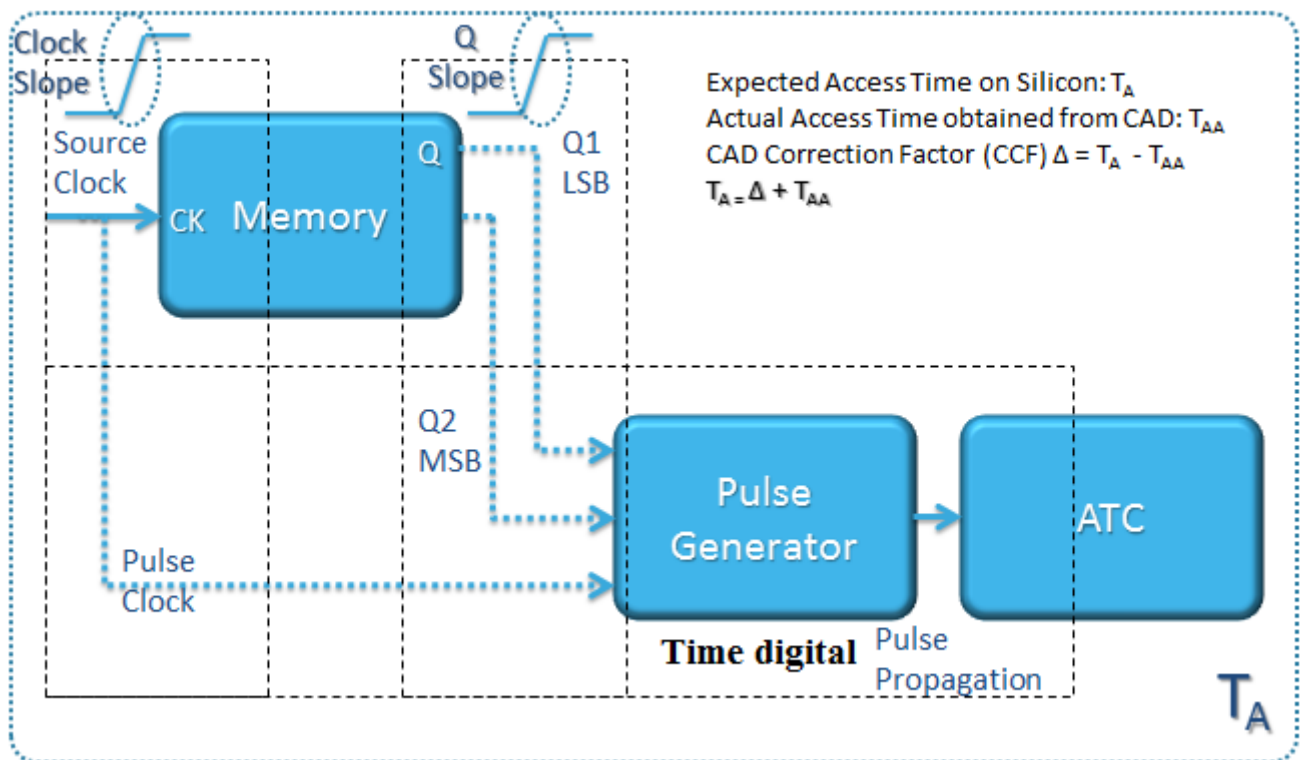 Clock
Slope
Q
Slope
Expected Access Time on Silicon: TA
Actual Access Time obtained from CAD: TAA
CAD Correction Factor (CCF) Δ = TA - TAA
TA = Δ + TAA
Source
Clock
Q
Q1
LSB
CK
Memory
Q2
MSB
Pulse
Generator
ATC
Pulse
Clock
Time digital
Pulse
Propagation
TA